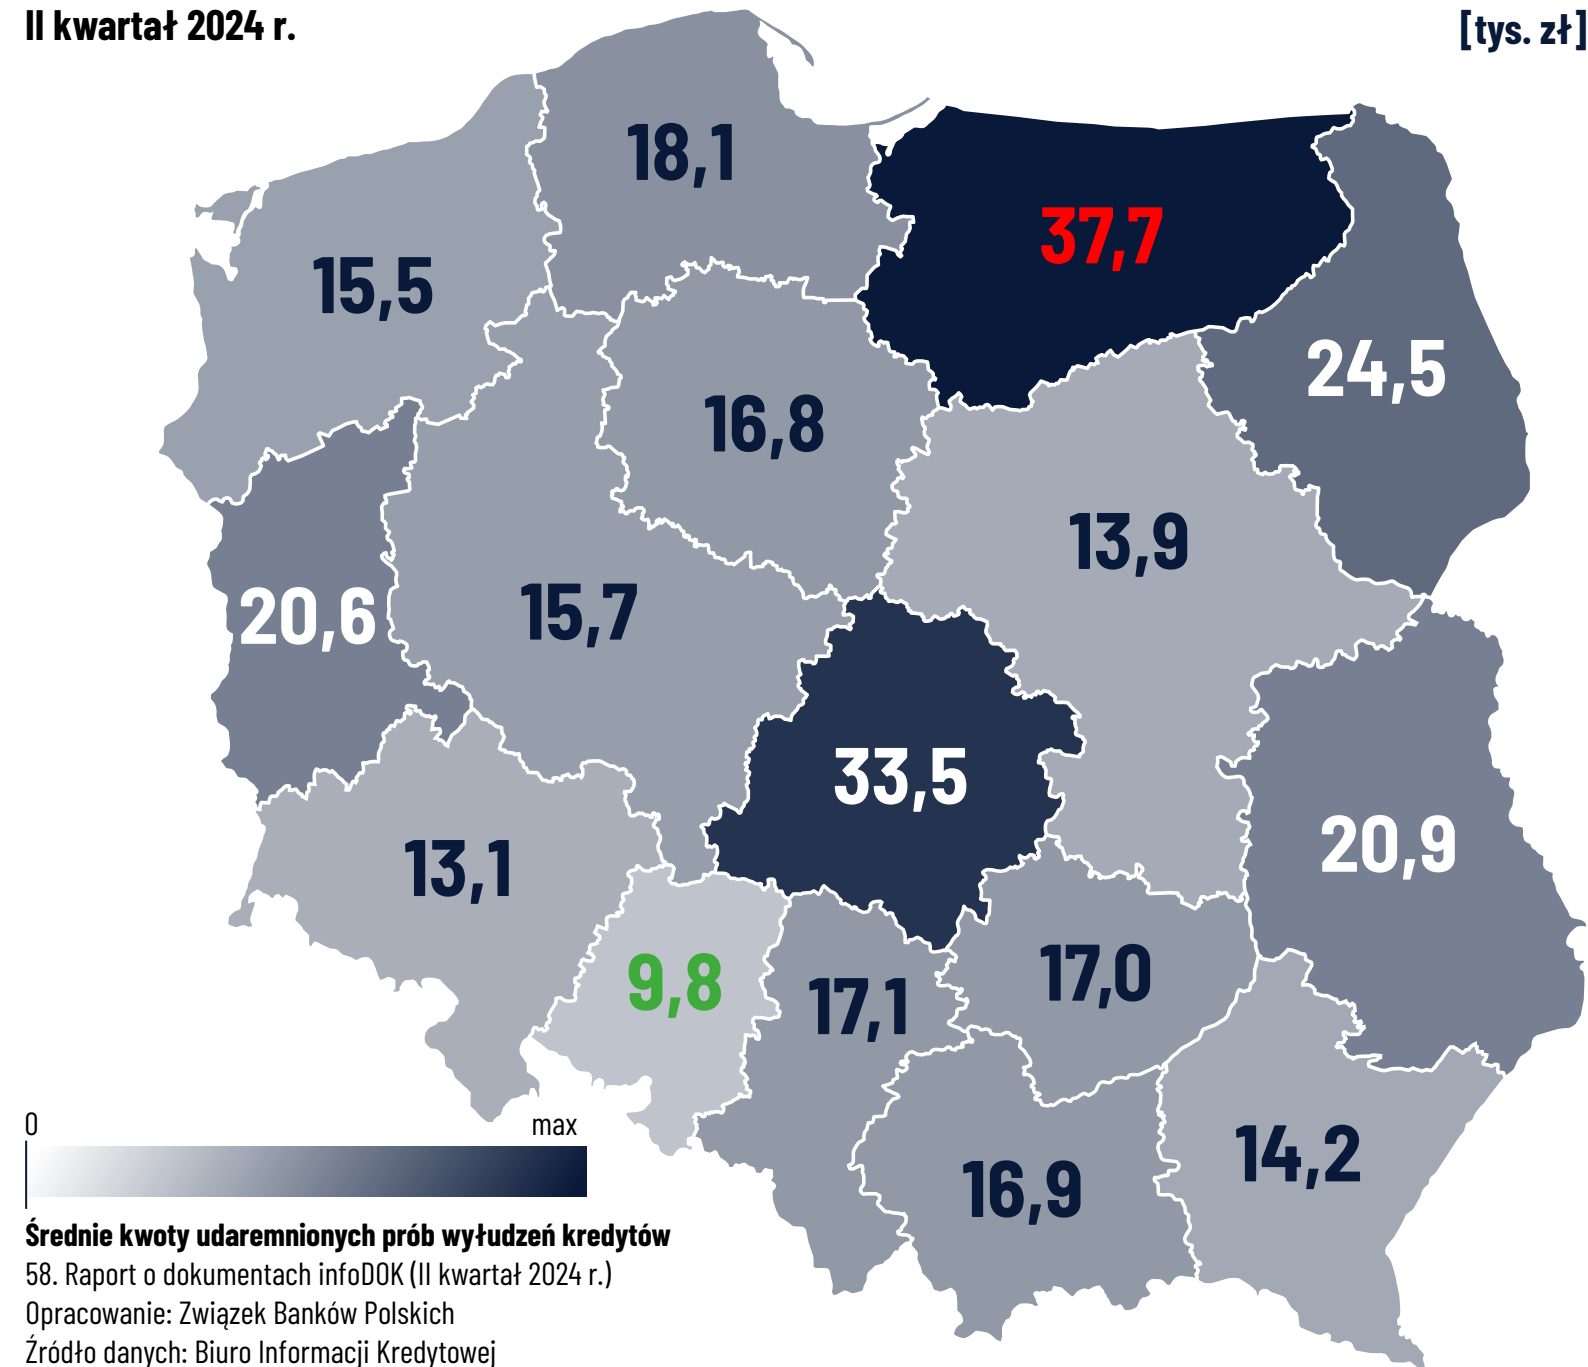 II kwartał 2024 r.
[tys. zł]
18,1
37,7
15,5
24,5
16,8
13,9
20,6
15,7
33,5
20,9
13,1
9,8
17,1
17,0
14,2
16,9
0
max
Średnie kwoty udaremnionych prób wyłudzeń kredytów
58. Raport o dokumentach infoDOK (II kwartał 2024 r.)
Opracowanie: Związek Banków Polskich
Źródło danych: Biuro Informacji Kredytowej